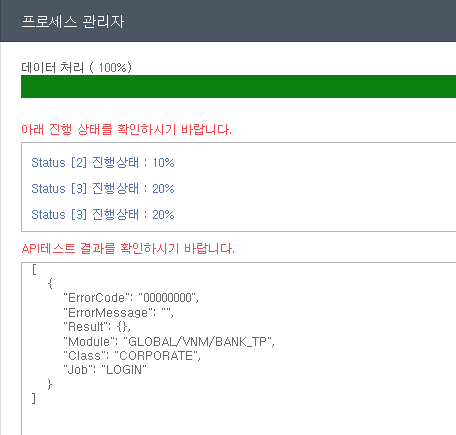 프로세스 관리자
데이터 처리 ( 100%)
아래 진행 상태를 확인하시기 바랍니다.
Status [2] 진행상태 : 10%
Status [3] 진행상태 : 20%
Status [3] 진행상태 : 20%
API테스트 결과를 확인하시기 바랍니다.
[
{
"ErrorCode": "00000000",
"ErrorMessage": "",
"Result": {},
"Module": "GLOBAL/VNM/BANK_TP",
"Class": "CORPORATE",
"Job": "LOGIN"
}
]